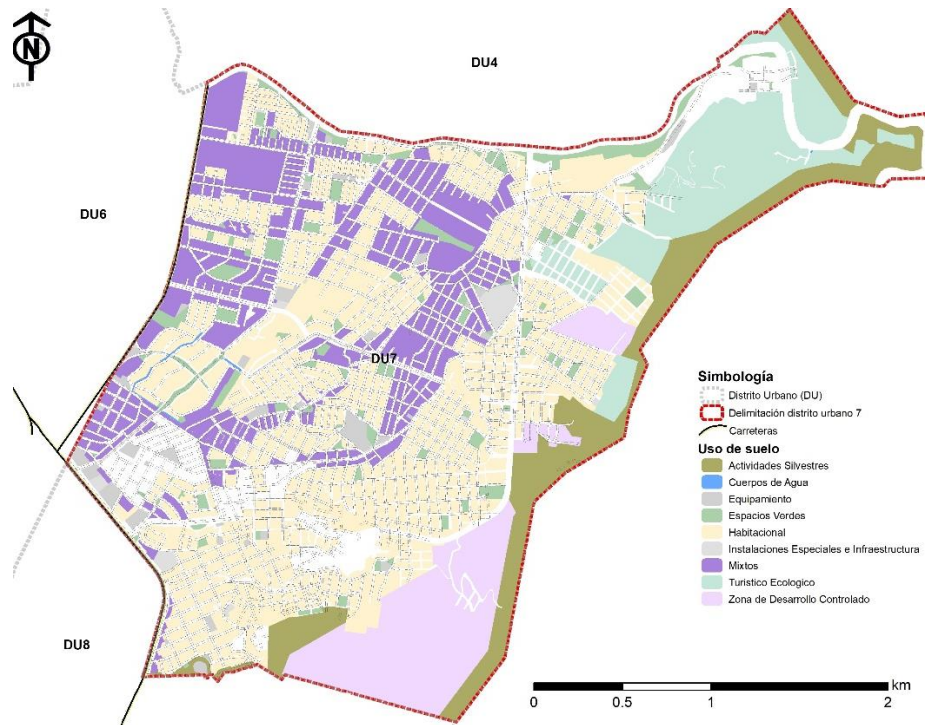 N
DU4
DU6
DU7
DU8
Simbología
Distrito Urbano (DU)
Delimitación distrito urbano 7
Carreteras
Uso de suelo
Actividades Silvestres
Cuerpos de Agua
Equipamiento
Espacios Verdes
Habitacional
Instalaciones Especiales e Infraestructura
Mixtos
Turistico Ecologico
Zona de Desarrollo Controlado
km
0 0.5 1 2